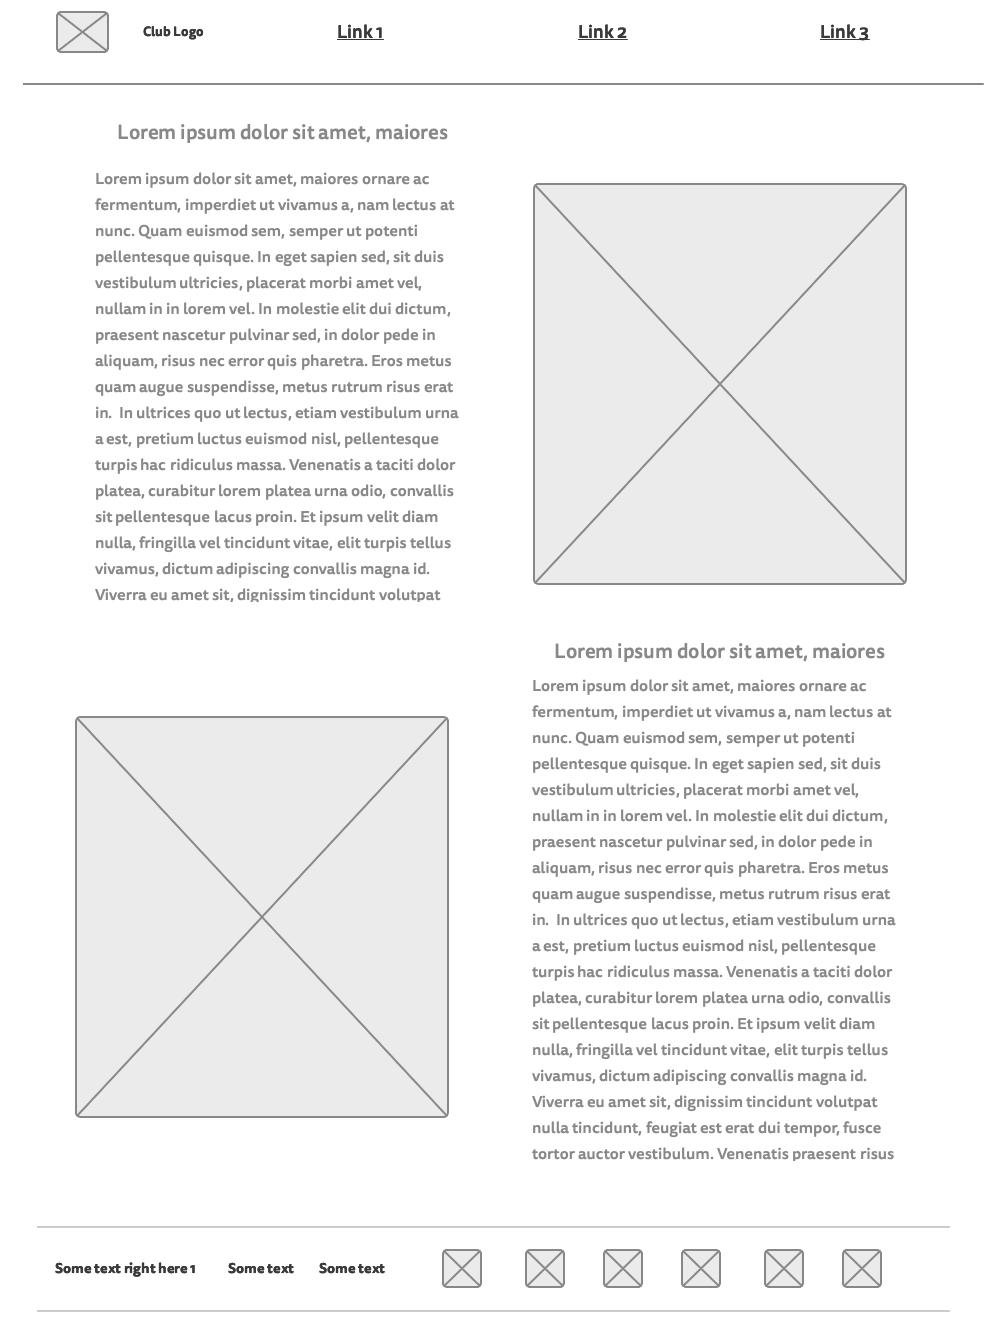 Club Logo
Link 1
Link 2
Link 3
Lorem ipsum dolor sit amet, maiores
Lorem ipsum dolor sit amet, maiores ornare ac
fermentum, imperdiet ut vivamus a, nam lectus at
nunc. Quam euismod sem, semper ut potenti
pellentesque quisque. In eget sapien sed, sit duis
vestibulum ultricies, placerat morbi amet vel,
nullam in in lorem vel. In molestie elit dui dictum,
praesent nascetur pulvinar sed, in dolor pede in
aliquam, risus nec error quis pharetra. Eros metus
quam augue suspendisse, metus rutrum risus erat
in.  In ultrices quo ut lectus, etiam vestibulum urna
a est, pretium luctus euismod nisl, pellentesque
turpis hac ridiculus massa. Venenatis a taciti dolor
platea, curabitur lorem platea urna odio, convallis
sit pellentesque lacus proin. Et ipsum velit diam
nulla, fringilla vel tincidunt vitae, elit turpis tellus
vivamus, dictum adipiscing convallis magna id.
Viverra eu amet sit, dignissim tincidunt volutpat
Lorem ipsum dolor sit amet, maiores
Lorem ipsum dolor sit amet, maiores ornare ac
fermentum, imperdiet ut vivamus a, nam lectus at
nunc. Quam euismod sem, semper ut potenti
pellentesque quisque. In eget sapien sed, sit duis
vestibulum ultricies, placerat morbi amet vel,
nullam in in lorem vel. In molestie elit dui dictum,
praesent nascetur pulvinar sed, in dolor pede in
aliquam, risus nec error quis pharetra. Eros metus
quam augue suspendisse, metus rutrum risus erat
in.  In ultrices quo ut lectus, etiam vestibulum urna
a est, pretium luctus euismod nisl, pellentesque
turpis hac ridiculus massa. Venenatis a taciti dolor
platea, curabitur lorem platea urna odio, convallis
sit pellentesque lacus proin. Et ipsum velit diam
nulla, fringilla vel tincidunt vitae, elit turpis tellus
vivamus, dictum adipiscing convallis magna id.
Viverra eu amet sit, dignissim tincidunt volutpat
nulla tincidunt, feugiat est erat dui tempor, fusce
tortor auctor vestibulum. Venenatis praesent risus
Some text right here 1
Some text
Some text